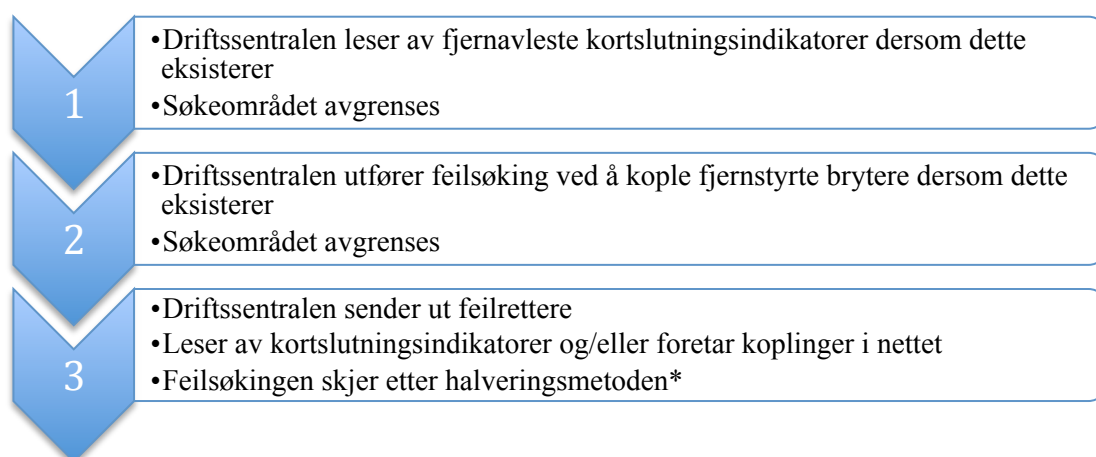 1
•Driftssentralen leser av fjernavleste kortslutningsindikatorer dersom dette
eksisterer
•Søkeområdet avgrenses
2
•Driftssentralen utfører feilsøking ved å kople fjernstyrte brytere dersom dette
eksisterer
•Søkeområdet avgrenses
3
•Driftssentralen sender ut feilrettere
•Leser av kortslutningsindikatorer og/eller foretar koplinger i nettet
•Feilsøkingen skjer etter halveringsmetoden*